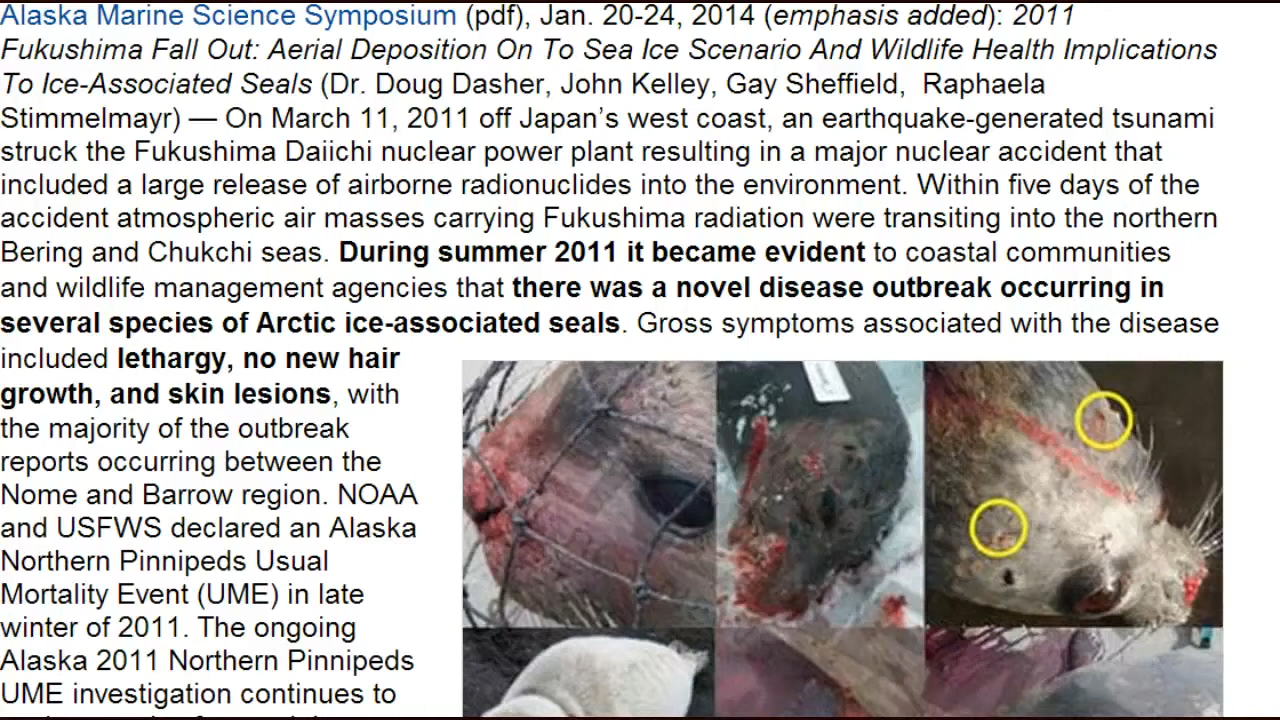 Alaska Marine Science Symposium (pdf), Jan. 20-24, 2014 (emphasis added): 2011
Fukushima Fall Out: Aerial Deposition On To Sea Ice Scenario And Wildlife Health Implications
To Ice-Associated Seals (Dr. Doug Dasher, John Kelley, Gay Sheffield,  Raphaela
Stimmelmayr) — On March 11, 2011 off Japan’s west coast, an earthquake-generated tsunami
struck the Fukushima Daiichi nuclear power plant resulting in a major nuclear accident that
included a large release of airborne radionuclides into the environment. Within five days of the
accident atmospheric air masses carrying Fukushima radiation were transiting into the northern
Bering and Chukchi seas. During summer 2011 it became evident to coastal communities
and wildlife management agencies that there was a novel disease outbreak occurring in
several species of Arctic ice-associated seals. Gross symptoms associated with the disease
included lethargy, no new hair
growth, and skin lesions, with
the majority of the outbreak
reports occurring between the
Nome and Barrow region. NOAA
and USFWS declared an Alaska
Northern Pinnipeds Usual
Mortality Event (UME) in late
winter of 2011. The ongoing
Alaska 2011 Northern Pinnipeds
UME investigation continues to